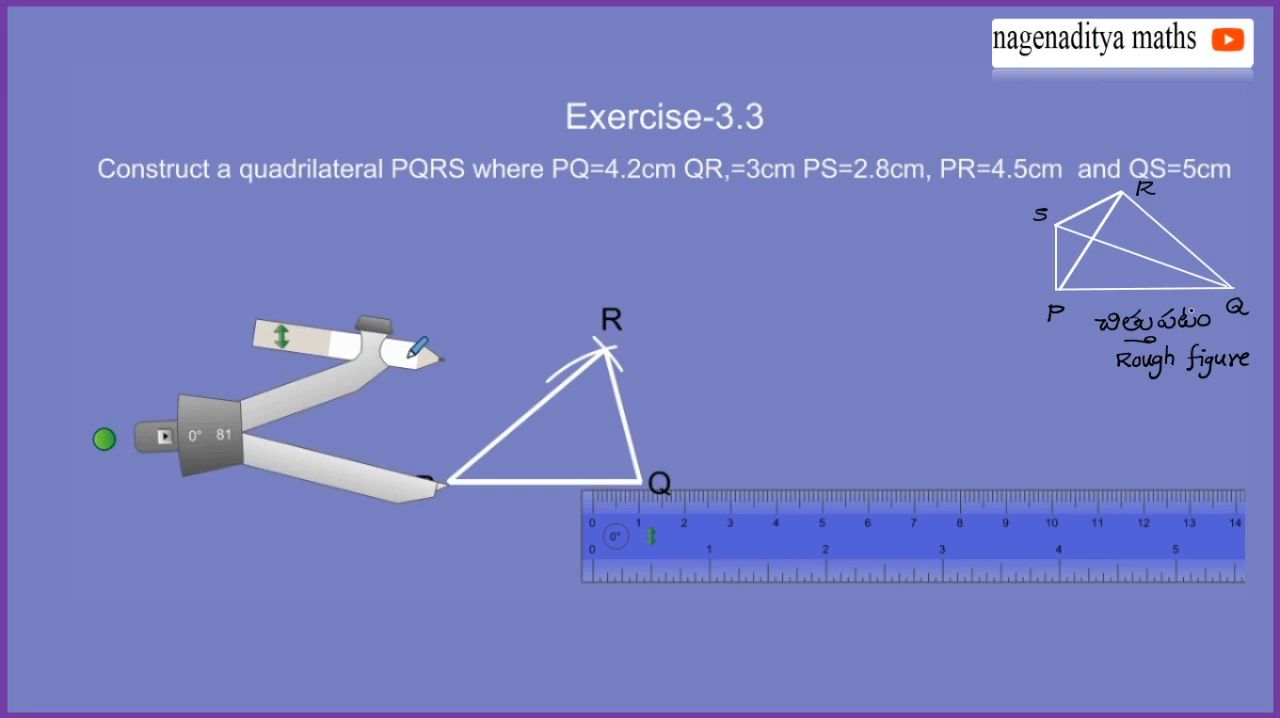 nagenaditya maths
Exercise-3.3
Construct a quadrilateral PQRS where PQ=4.2cm QR,=3cm PS=2.8cm, PR=4.5cm and QS=5cm
R
S
P
Q
చిత్తుపటం
Rough figure
R
0° 81
Q
0 1 2 3 4 5 6 7 8 9 10 11 12 13 14
0°
0 1 2 3 4 5